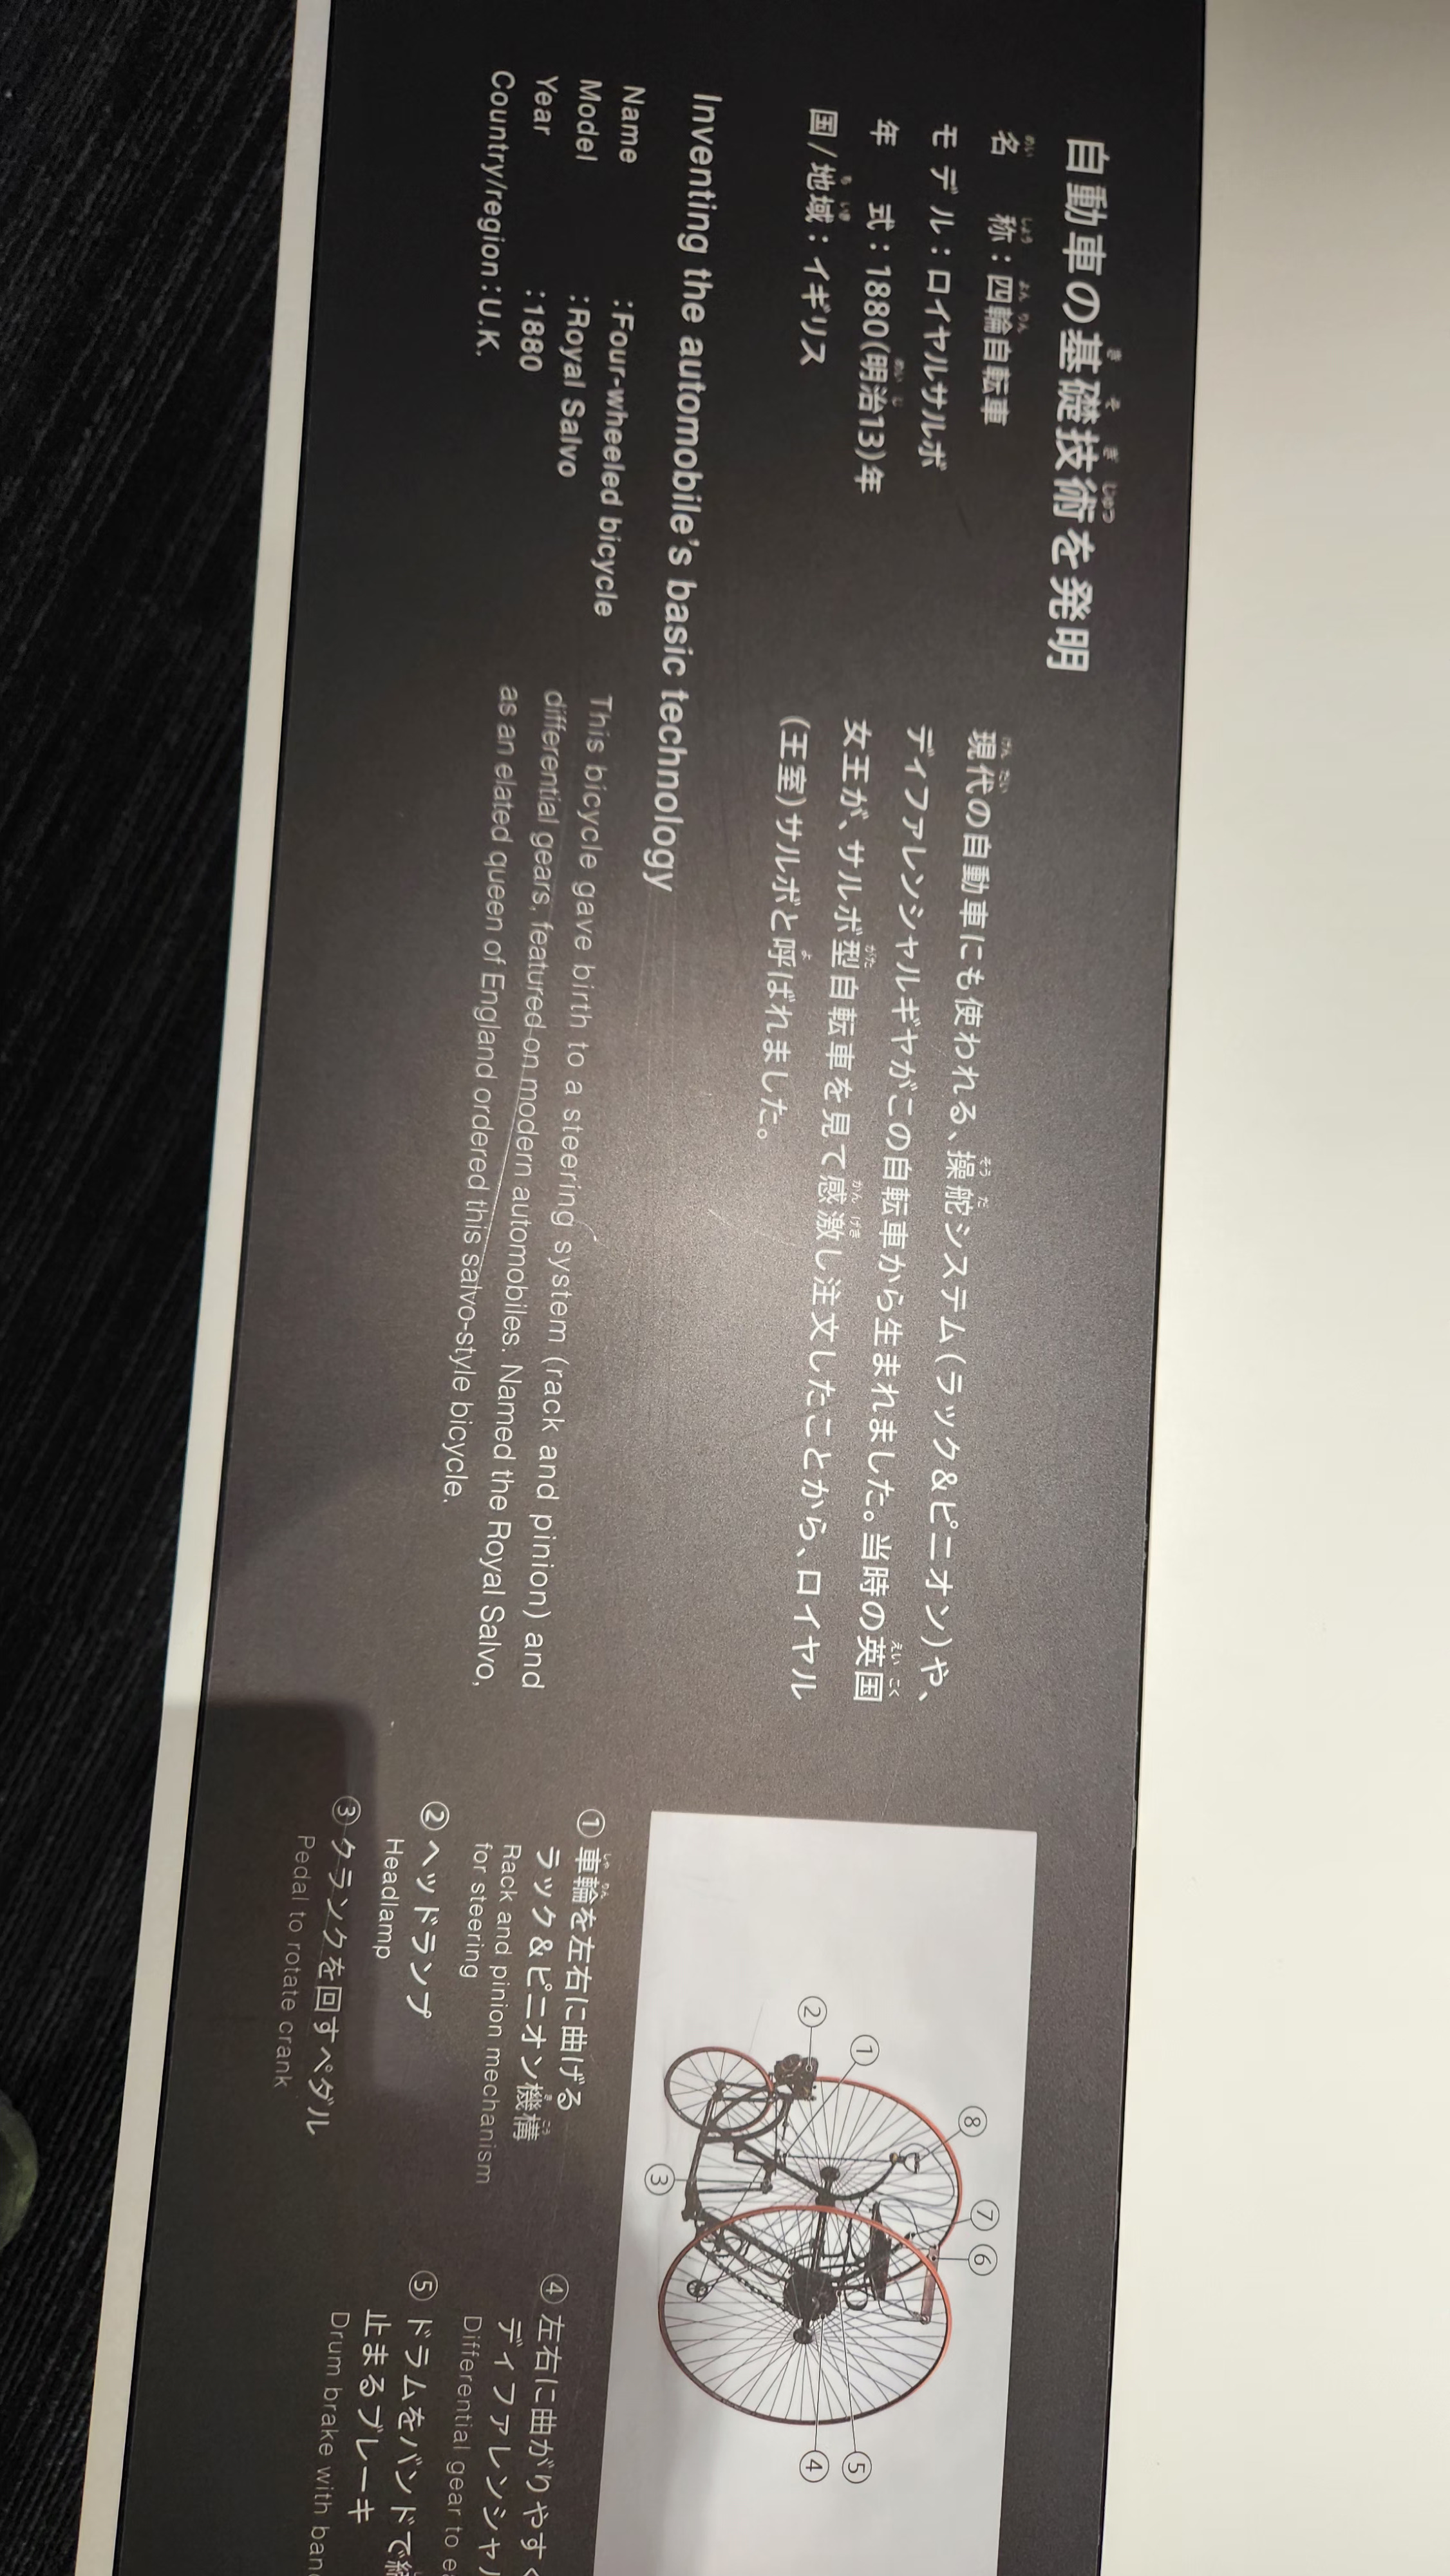 自動車の基礎技術を発明
名 称：四輪自転車
モデル：ロイヤルサルボ
年 式：1880(明治13)年
国/地域：イギリス
現代の自動車にも使われる、操舵システム(ラック&ピニオン)や、
ディファレンシャルギヤがこの自転車から生まれました。当時の英国
女王が、サルボ型自転車を見て感激し注文したことから、ロイヤル
(王室)サルボと呼ばれました。
Inventing the automobile's basic technology
Name :Four-wheeled bicycle
Model :Royal Salvo
Year :1880
Country/region:U.K.
This bicycle gave birth to a steering system (rack and pinion) and
differential gears, featured on modern automobiles. Named the Royal Salvo,
as an elated queen of England ordered this salvo-style bicycle.
②
①
⑧
⑦
⑥
③
⑤
④
①車輪を左右に曲げる
ラック&ピニオン機構
Rack and pinion mechanism
for steering
②ヘッドランプ
Headlamp
③クランクを回すペダル
Pedal to rotate crank
④左右に曲がりやすく
ディファレンシャル
Differential gear to
⑤ドラムをバンドで
止まるブレーキ
Drum brake with